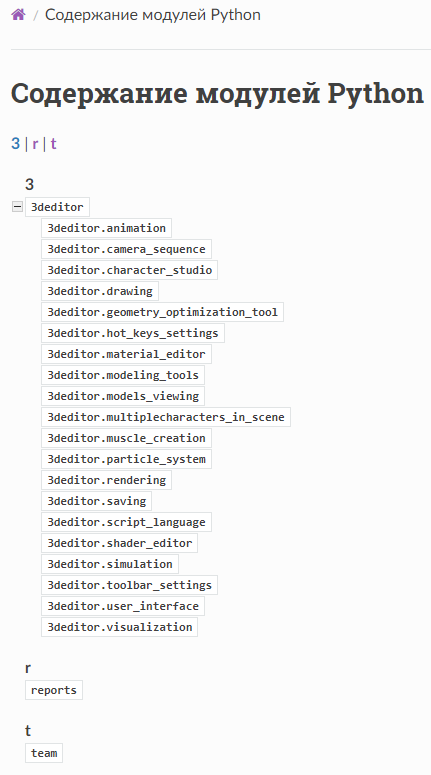 / Содержание модулей Python
Содержание модулей Python
3 | r | t
3
3deditor
3deditor.animation
3deditor.camera_sequence
3deditor.character_studio
3deditor.drawing
3deditor.geometry_optimization_tool
3deditor.hot_keys_settings
3deditor.material_editor
3deditor.modeling_tools
3deditor.models_viewing
3deditor.multiplecharacters_in_scene
3deditor.muscle_creation
3deditor.particle_system
3deditor.rendering
3deditor.saving
3deditor.script_language
3deditor.shader_editor
3deditor.simulation
3deditor.toolbar_settings
3deditor.user_interface
3deditor.visualization
r
reports
t
team